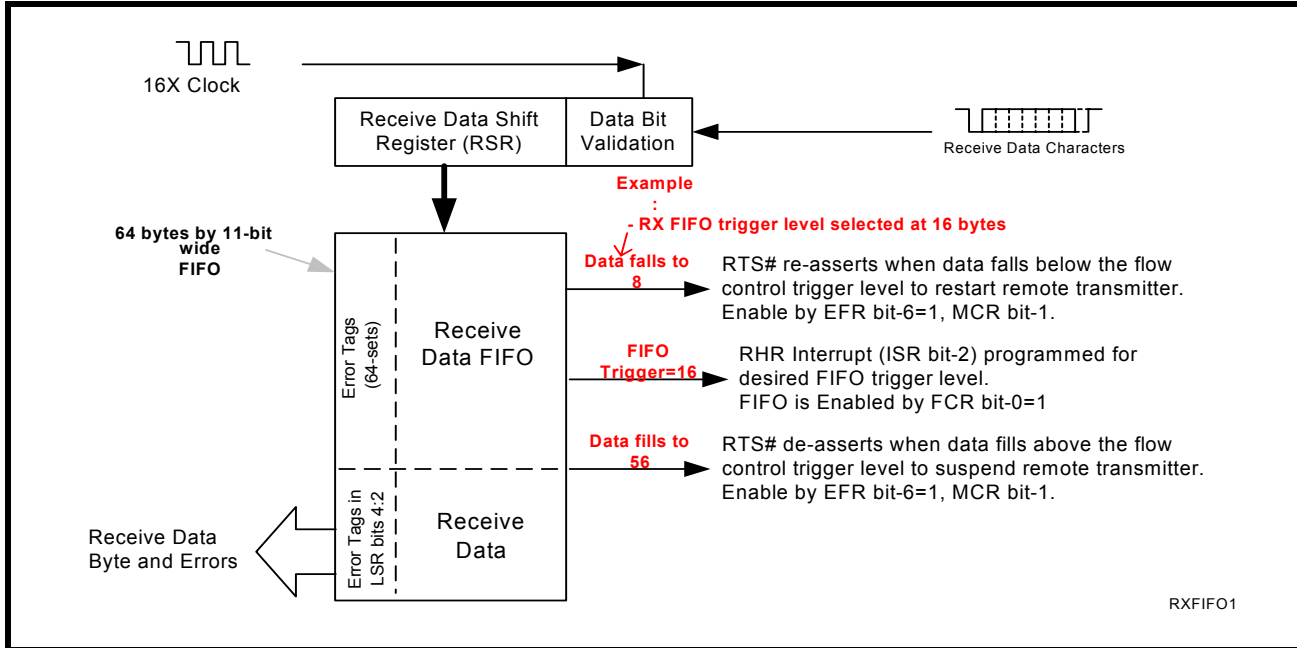 16X Clock
Receive Data Shift
Register (RSR)
Data Bit
Validation
Receive Data Characters
Example
:
- RX FIFO trigger level selected at 16 bytes
64 bytes by 11-bit
wide
FIFO
Data falls to
8
RTS# re-asserts when data falls below the flow
control trigger level to restart remote transmitter.
Enable by EFR bit-6=1, MCR bit-1.
Error Tags
(64-sets)
Receive
Data FIFO
FIFO
Trigger=16
RHR Interrupt (ISR bit-2) programmed for
desired FIFO trigger level.
FIFO is Enabled by FCR bit-0=1
Data fills to
56
RTS# de-asserts when data fills above the flow
control trigger level to suspend remote transmitter.
Enable by EFR bit-6=1, MCR bit-1.
Error Tags in
LSR bits 4:2
Receive
Data
Receive Data
Byte and Errors
RXFIFO1